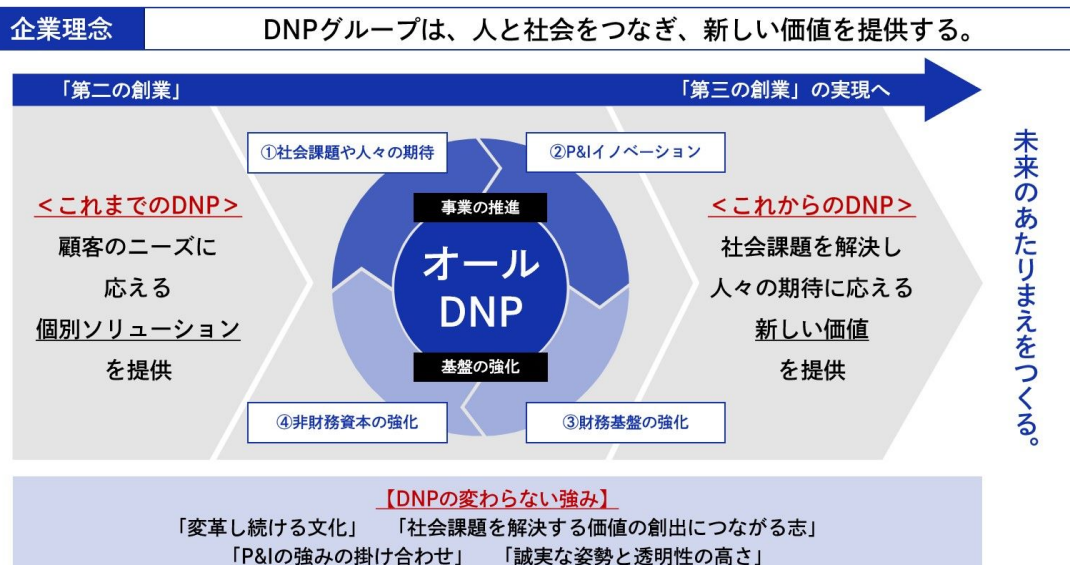 企業理念
DNPグループは、人と社会をつなぎ、新しい価値を提供する。
「第二の創業」
「第三の創業」の実現へ
<これまでのDNP>
顧客のニーズに
応える
個別ソリューション
を提供
①社会課題や人々の期待
②P&Iイノベーション
事業の推進
オール
DNP
基盤の強化
④非財務資本の強化
③財務基盤の強化
<これからのDNP>
社会課題を解決し
人々の期待に応える
新しい価値
を提供
未来のあたりまえをつくる。
【DNPの変わらない強み】
「変革し続ける文化」 「社会課題を解決する価値の創出につながる志」
「P&Iの強みの掛け合わせ」 「誠実な姿勢と透明性の高さ」